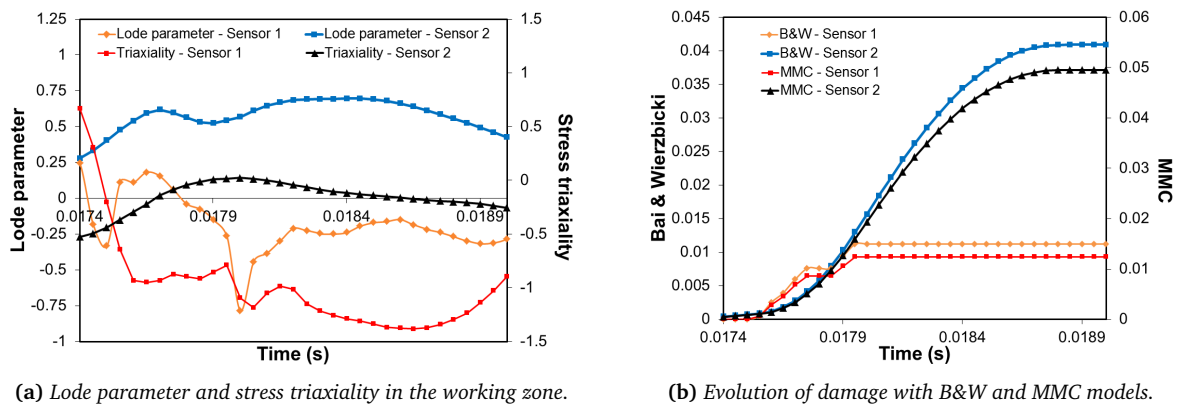 1.25
1
0.75
0.5
0.25
0
-0.25
-0.5
-0.75
-1
Lode parameter
Lode parameter - Sensor 1
Lode parameter - Sensor 2
Triaxiality - Sensor 1
Triaxiality - Sensor 2
1.5
1
0.5
0
-0.5
-1
-1.5
Stress triaxiality
0.0174
0.0179
0.0184
0.0189
Time (s)
(a) Lode parameter and stress triaxiality in the working zone.
0.045
0.04
0.035
0.03
0.025
0.02
0.015
0.01
0.005
0
Bai & Wierzbicki
B&W - Sensor 1
B&W - Sensor 2
MMC - Sensor 1
MMC - Sensor 2
0.06
0.05
0.04
0.03
0.02
0.01
0
MMC
0.0174
0.0179
0.0184
0.0189
Time (s)
(b) Evolution of damage with B&W and MMC models.